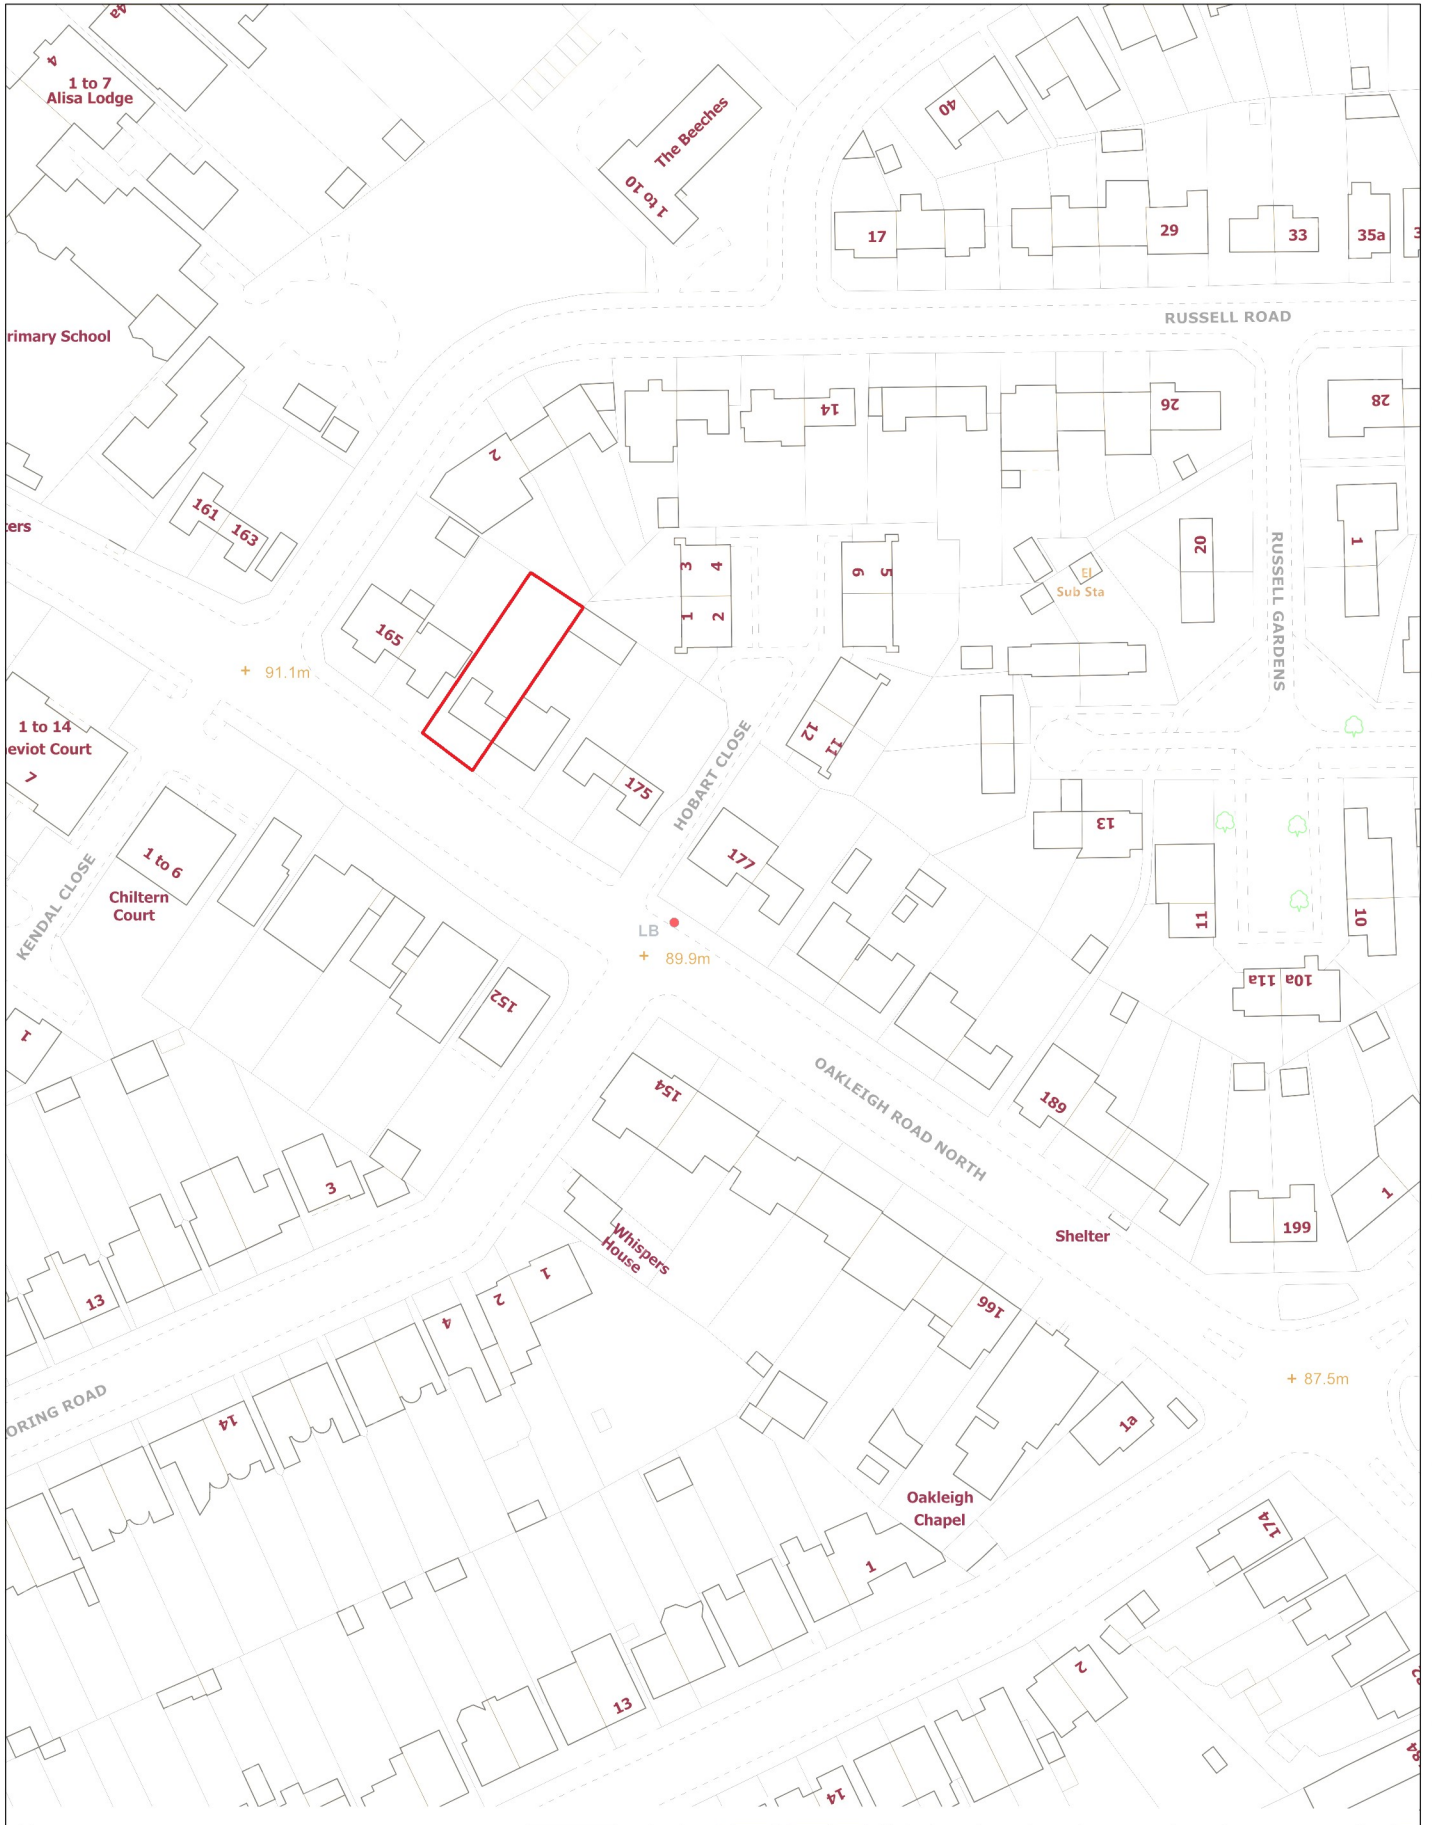 4a
4
1 to 7
Alisa Lodge
The Beeches
1 to 10
40
17
29
33
35a
3
RUSSELL ROAD
rimary School
2
14
26
28
161
163
ters
3
4
1
2
6
5
20
El
Sub Sta
1
RUSSELL GARDENS
165
91.1m
1 to 14
eviot Court
7
12
11
HOBART CLOSE
175
177
13
1 to 6
Chiltern
Court
KENDAL CLOSE
LB
89.9m
11
10
11a
10a
152
1
154
OAKLEIGH ROAD NORTH
189
3
Whispers
House
Shelter
199
1
13
1
2
4
166
87.5m
ORING ROAD
14
1a
Oakleigh
Chapel
174
1
13
2
14